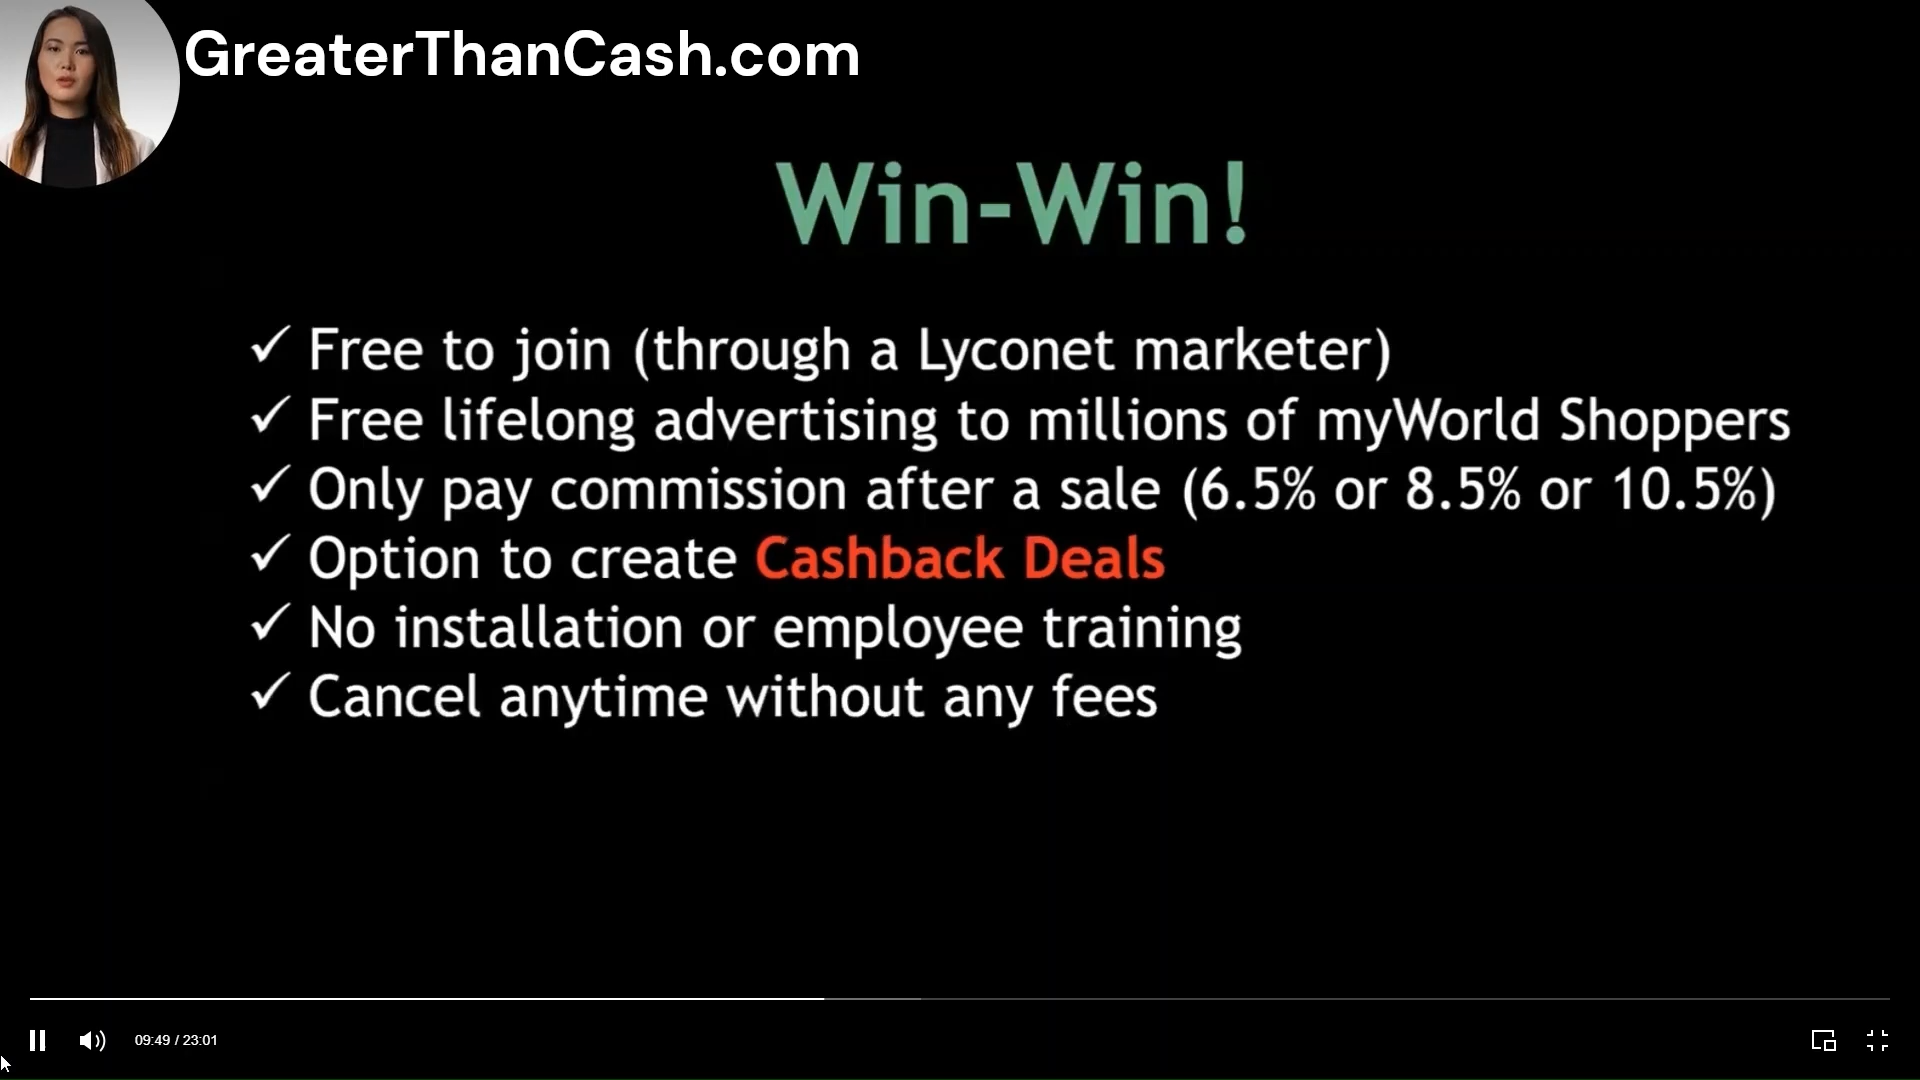 GreaterThanCash.com
Win-Win!
✓ Free to join (through a Lyconet marketer)
✓ Free lifelong advertising to millions of myWorld Shoppers
✓ Only pay commission after a sale (6.5% or 8.5% or 10.5%)
✓ Option to create Cashback Deals
✓ No installation or employee training
✓ Cancel anytime without any fees
09:49 / 23:01